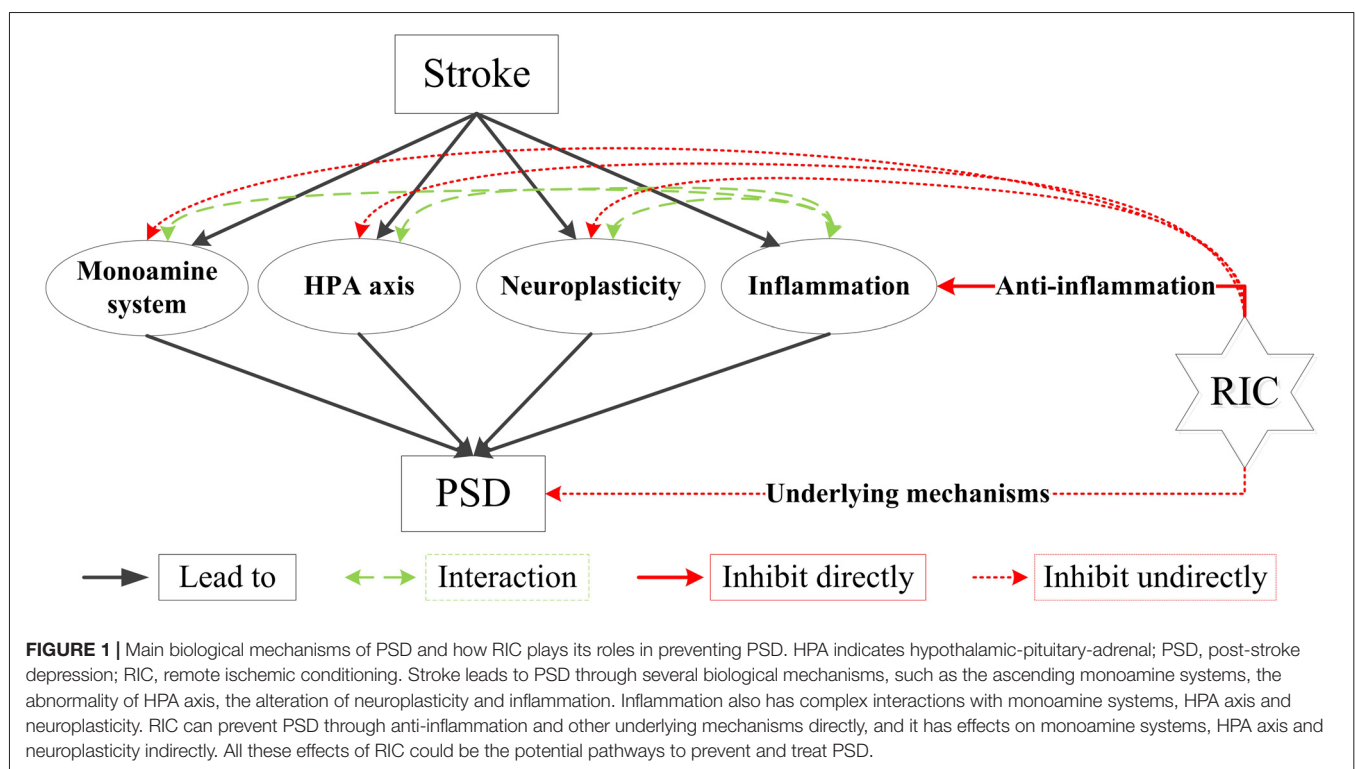 Stroke
Monoamine
system
HPA axis
Neuroplasticity
Inflammation
Anti-inflammation
RIC
PSD
Underlying mechanisms
Lead to
Interaction
Inhibit directly
Inhibit undirectly
FIGURE 1 | Main biological mechanisms of PSD and how RIC plays its roles in preventing PSD. HPA indicates hypothalamic-pituitary-adrenal; PSD, post-stroke
depression; RIC, remote ischemic conditioning. Stroke leads to PSD through several biological mechanisms, such as the ascending monoamine systems, the
abnormality of HPA axis, the alteration of neuroplasticity and inflammation. Inflammation also has complex interactions with monoamine systems, HPA axis and
neuroplasticity. RIC can prevent PSD through anti-inflammation and other underlying mechanisms directly, and it has effects on monoamine systems, HPA axis and
neuroplasticity indirectly. All these effects of RIC could be the potential pathways to prevent and treat PSD.